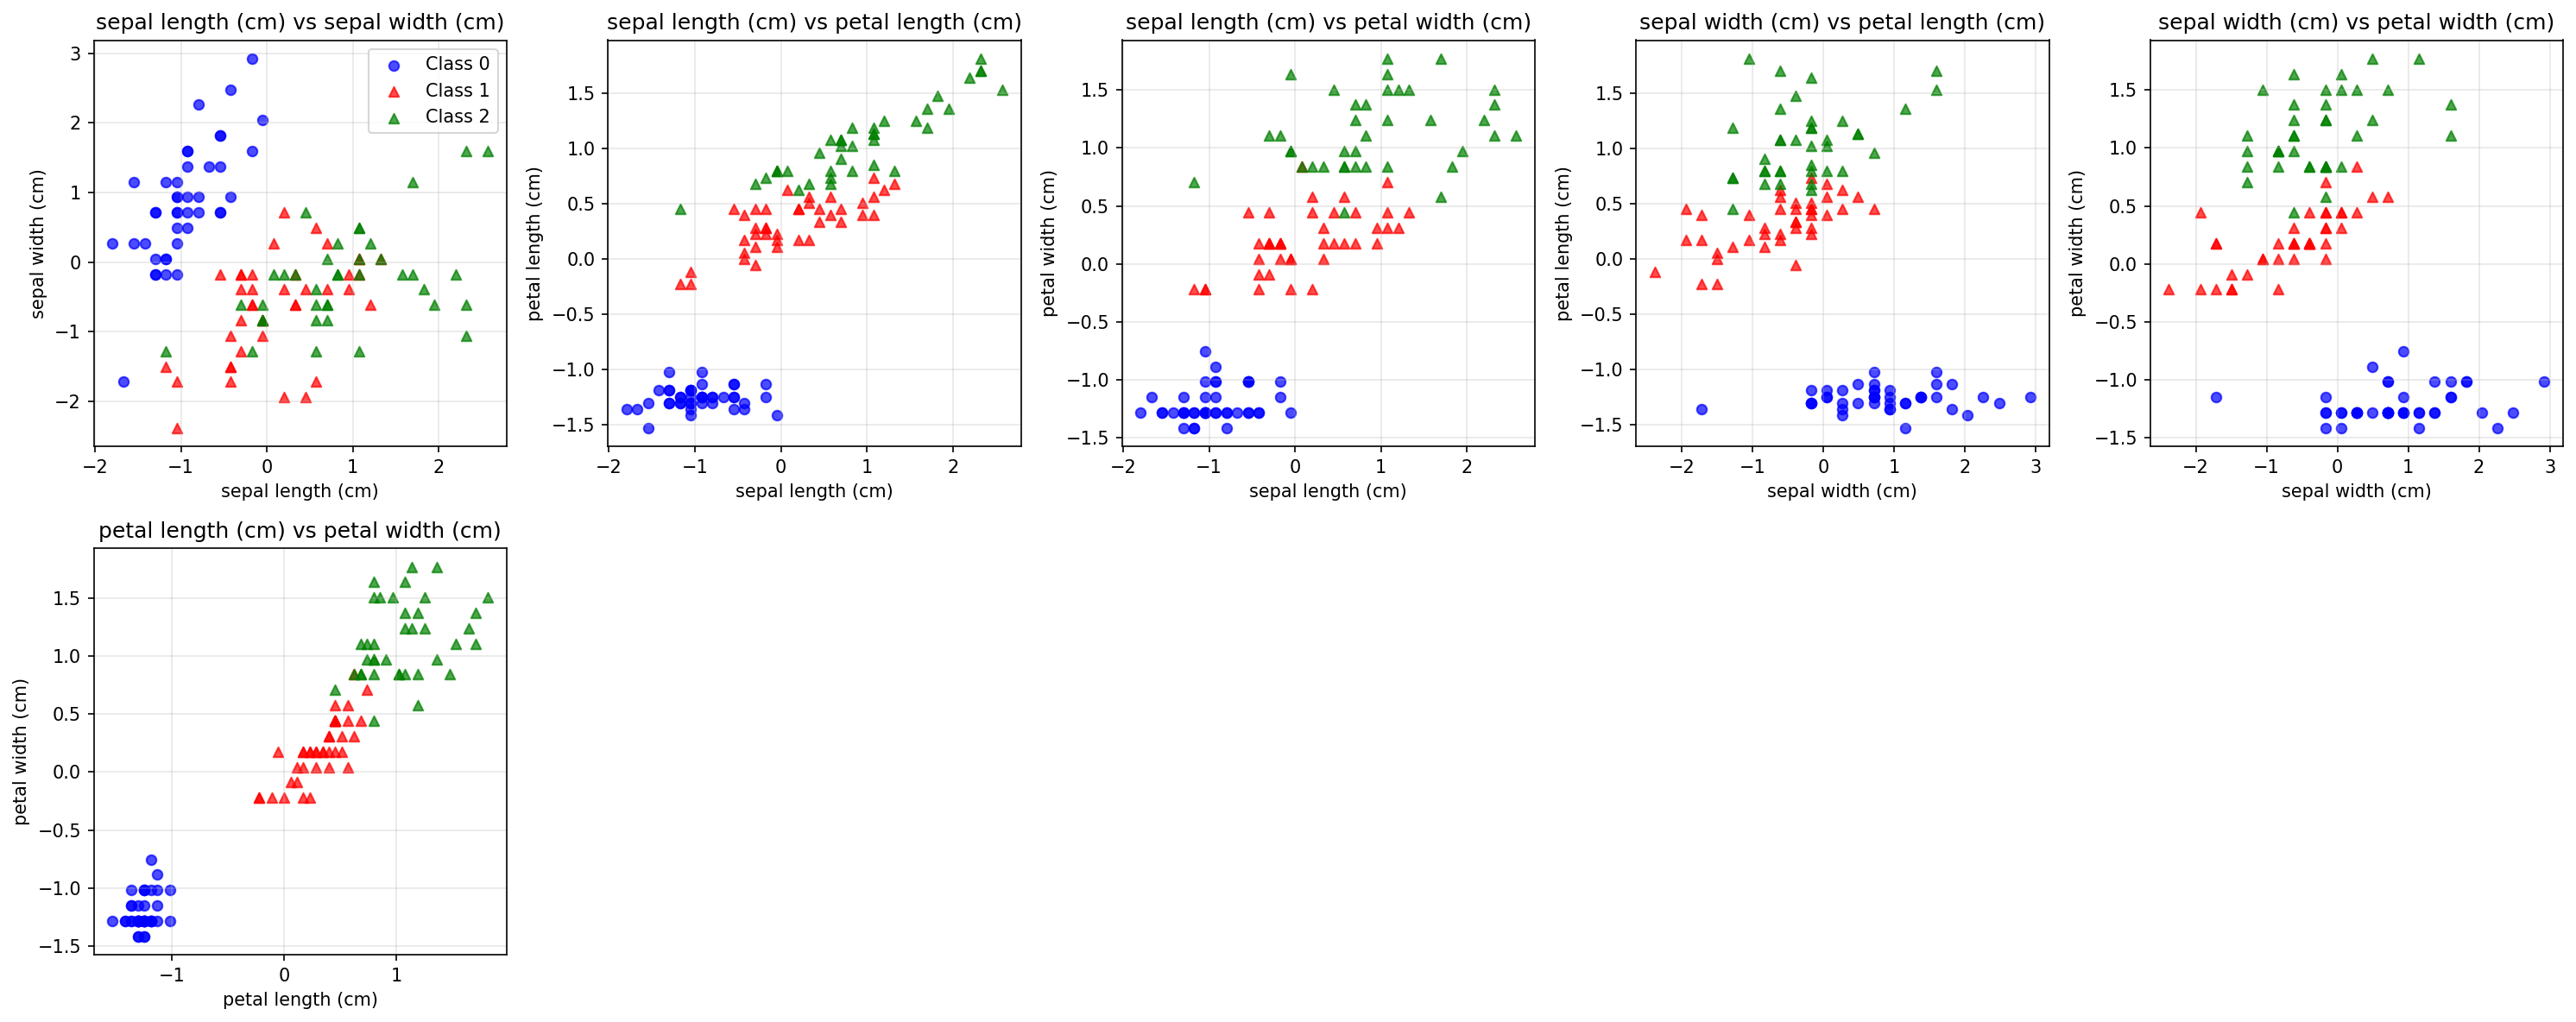 sepal length (cm) vs sepal width (cm)
3
2
1
0
−1
−2
sepal width (cm)
−2 −1 0 1 2
sepal length (cm)
Class 0
Class 1
Class 2
sepal length (cm) vs petal length (cm)
1.5
1.0
0.5
0.0
−0.5
−1.0
−1.5
petal length (cm)
−2 −1 0 1 2
sepal length (cm)
sepal length (cm) vs petal width (cm)
1.5
1.0
0.5
0.0
−0.5
−1.0
−1.5
petal width (cm)
−2 −1 0 1 2
sepal length (cm)
sepal width (cm) vs petal length (cm)
1.5
1.0
0.5
0.0
−0.5
−1.0
−1.5
petal length (cm)
−2 −1 0 1 2 3
sepal width (cm)
sepal width (cm) vs petal width (cm)
1.5
1.0
0.5
0.0
−0.5
−1.0
−1.5
petal width (cm)
−2 −1 0 1 2 3
sepal width (cm)
petal length (cm) vs petal width (cm)
1.5
1.0
0.5
0.0
−0.5
−1.0
−1.5
petal width (cm)
−1 0 1
petal length (cm)